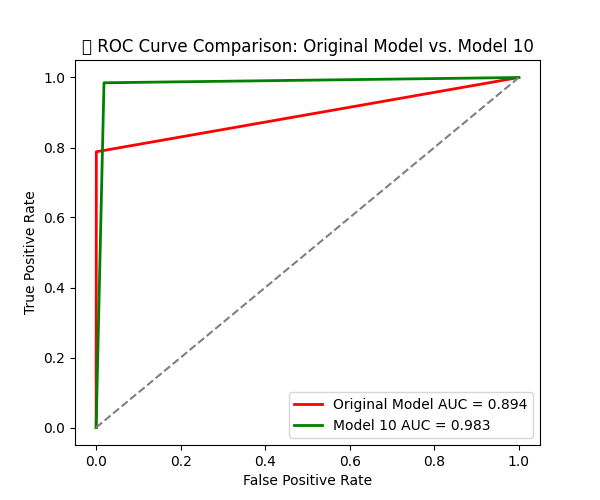 ▯ ROC Curve Comparison: Original Model vs. Model 10
1.0
0.8
0.6
0.4
0.2
0.0
True Positive Rate
Original Model AUC = 0.894
Model 10 AUC = 0.983
0.0 0.2 0.4 0.6 0.8 1.0
False Positive Rate